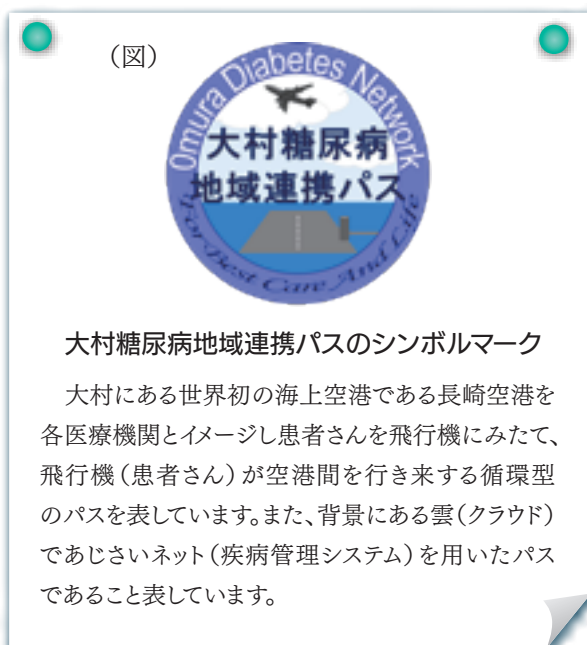 （図）
Omura Diabetes Network
大村糖尿病
地域連携パス
For Best Care And Life
大村糖尿病地域連携パスのシンボルマーク
大村にある世界初の海上空港である長崎空港を
各医療機関とイメージし患者さんを飛行機にみたて、
飛行機（患者さん）が空港間を行き来する循環型
のパスを表しています。また、背景にある雲（クラウド）
であじさいネット（疾病管理システム）を用いたパス
であること表しています。